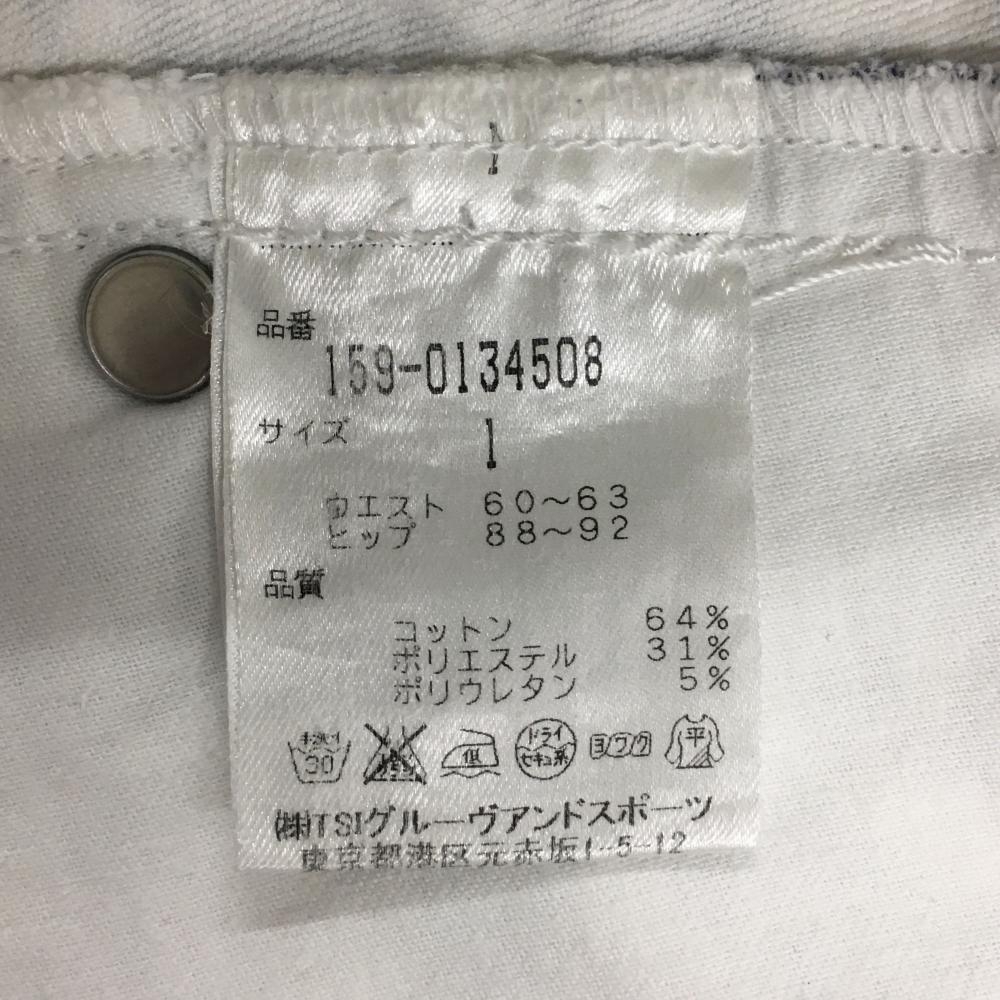 品番
159-0134508
サイズ
1
ウエスト 60～63
ヒップ 88～92
品質
コットン 64%
ポリエステル 31%
ポリウレタン 5%
手洗イ 30
低
ドライ セキュ系
ヨワク
平
㈱TSIグルーヴアンドスポーツ
東京都港区元赤坂1-5-12